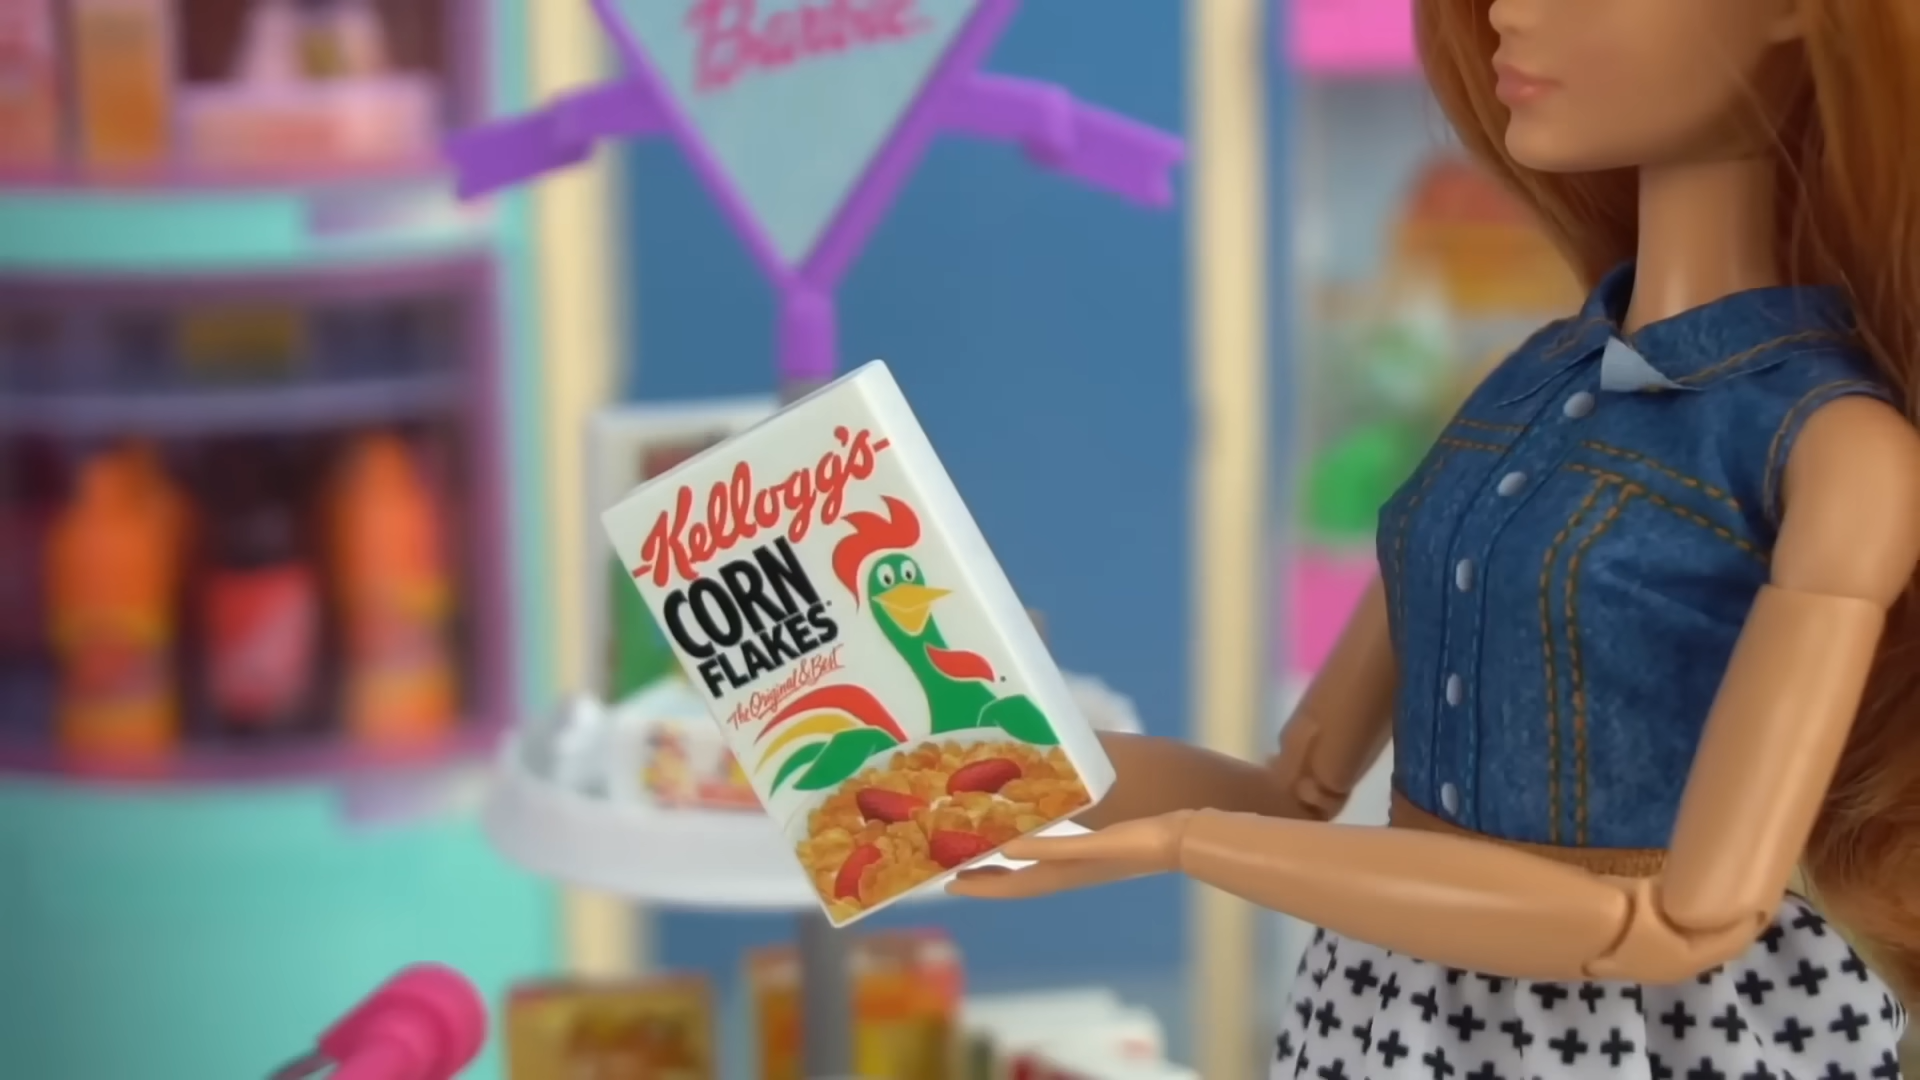 Barbie
Kellogg's
CORN
FLAKES
The Original & Best